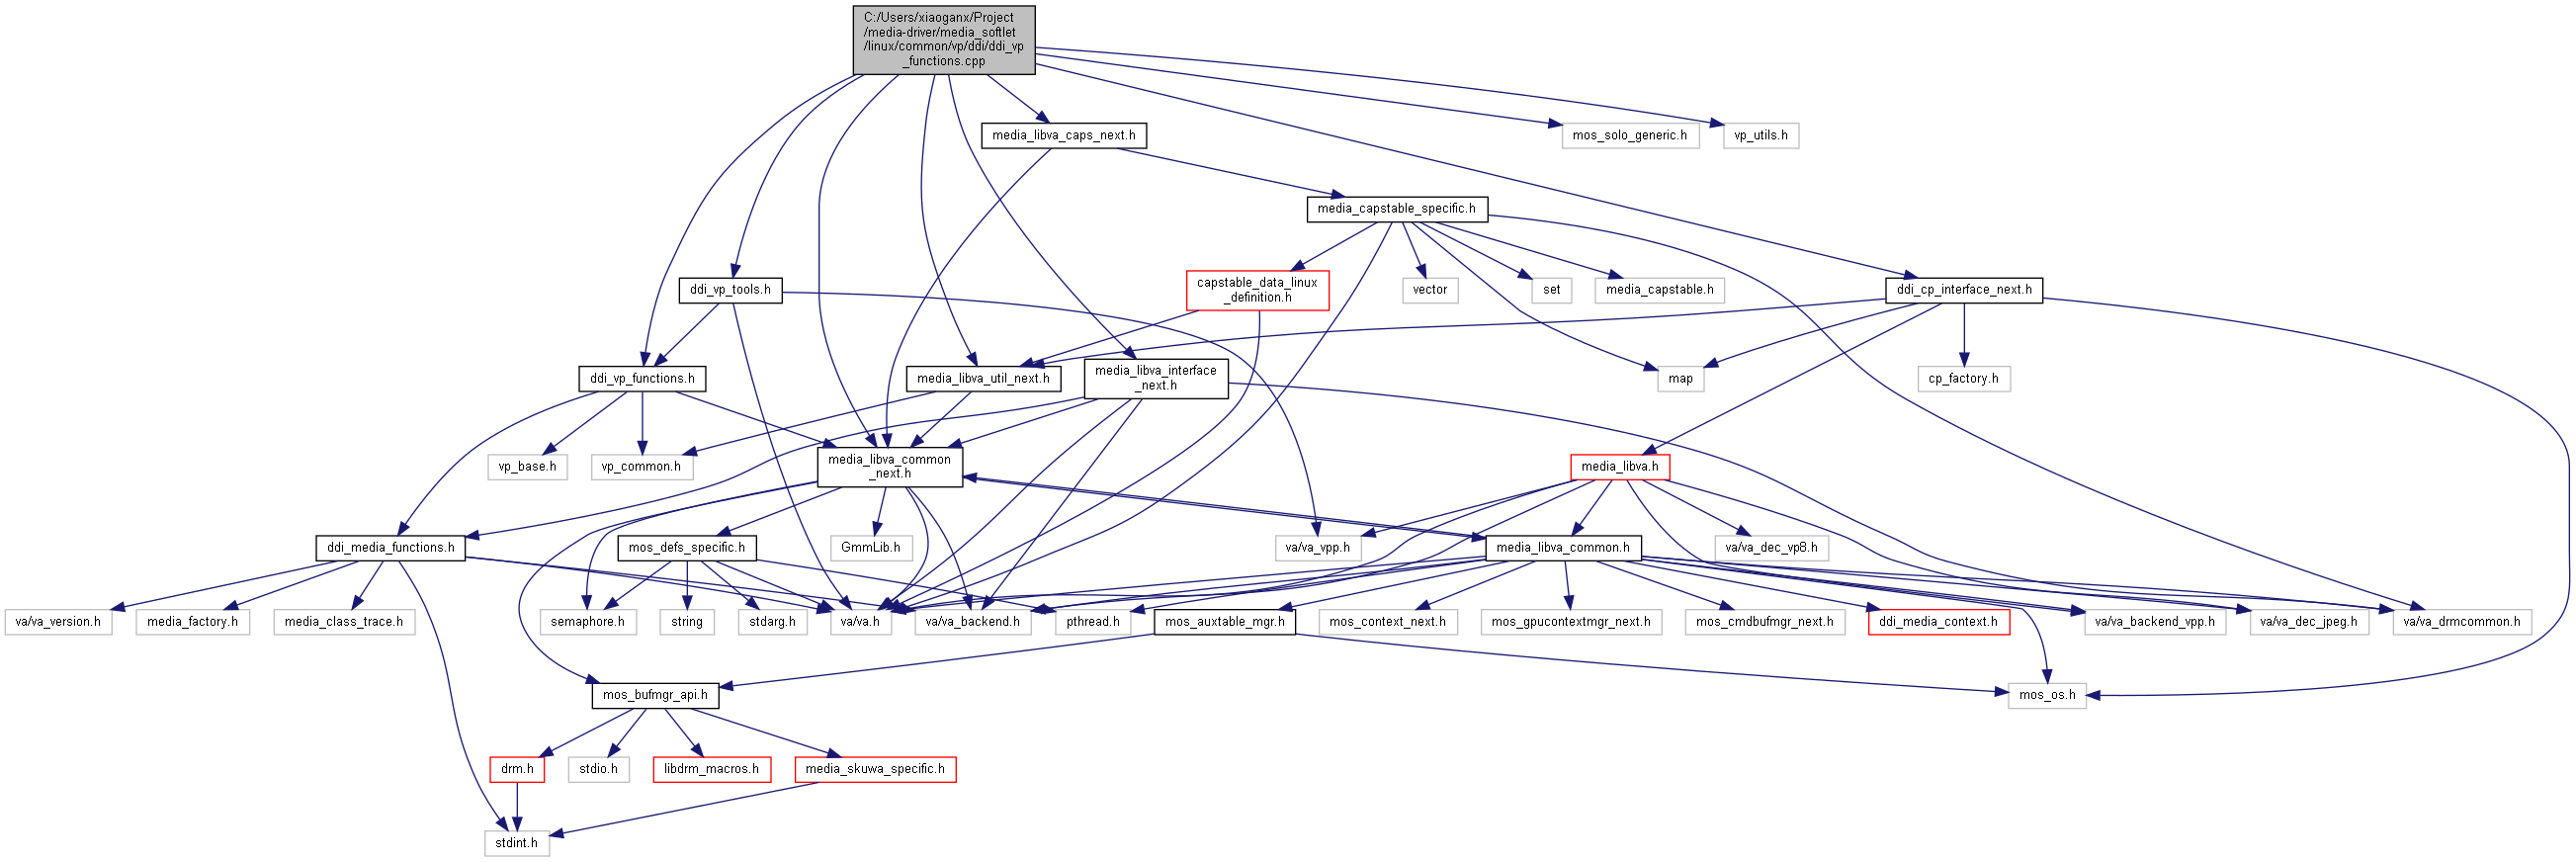 C:/Users/xiaoganx/Project
/media-driver/media_softlet
/linux/common/vp/ddi/ddi_vp
_functions.cpp
media_libva_caps_next.h
mos_solo_generic.h
vp_utils.h
media_capstable_specific.h
ddi_vp_tools.h
capstable_data_linux
_definition.h
vector
set
media_capstable.h
ddi_cp_interface_next.h
ddi_vp_functions.h
media_libva_util_next.h
media_libva_interface
_next.h
map
cp_factory.h
vp_base.h
vp_common.h
media_libva_common
_next.h
media_libva.h
ddi_media_functions.h
mos_defs_specific.h
GmmLib.h
va/va_vpp.h
media_libva_common.h
va/va_dec_vp8.h
va/va_version.h
media_factory.h
media_class_trace.h
semaphore.h
string
stdarg.h
va/va.h
va/va_backend.h
pthread.h
mos_auxtable_mgr.h
mos_context_next.h
mos_gpucontextmgr_next.h
mos_cmdbufmgr_next.h
ddi_media_context.h
va/va_backend_vpp.h
va/va_dec_jpeg.h
va/va_drmcommon.h
mos_bufmgr_api.h
mos_os.h
drm.h
stdio.h
libdrm_macros.h
media_skuwa_specific.h
stdint.h